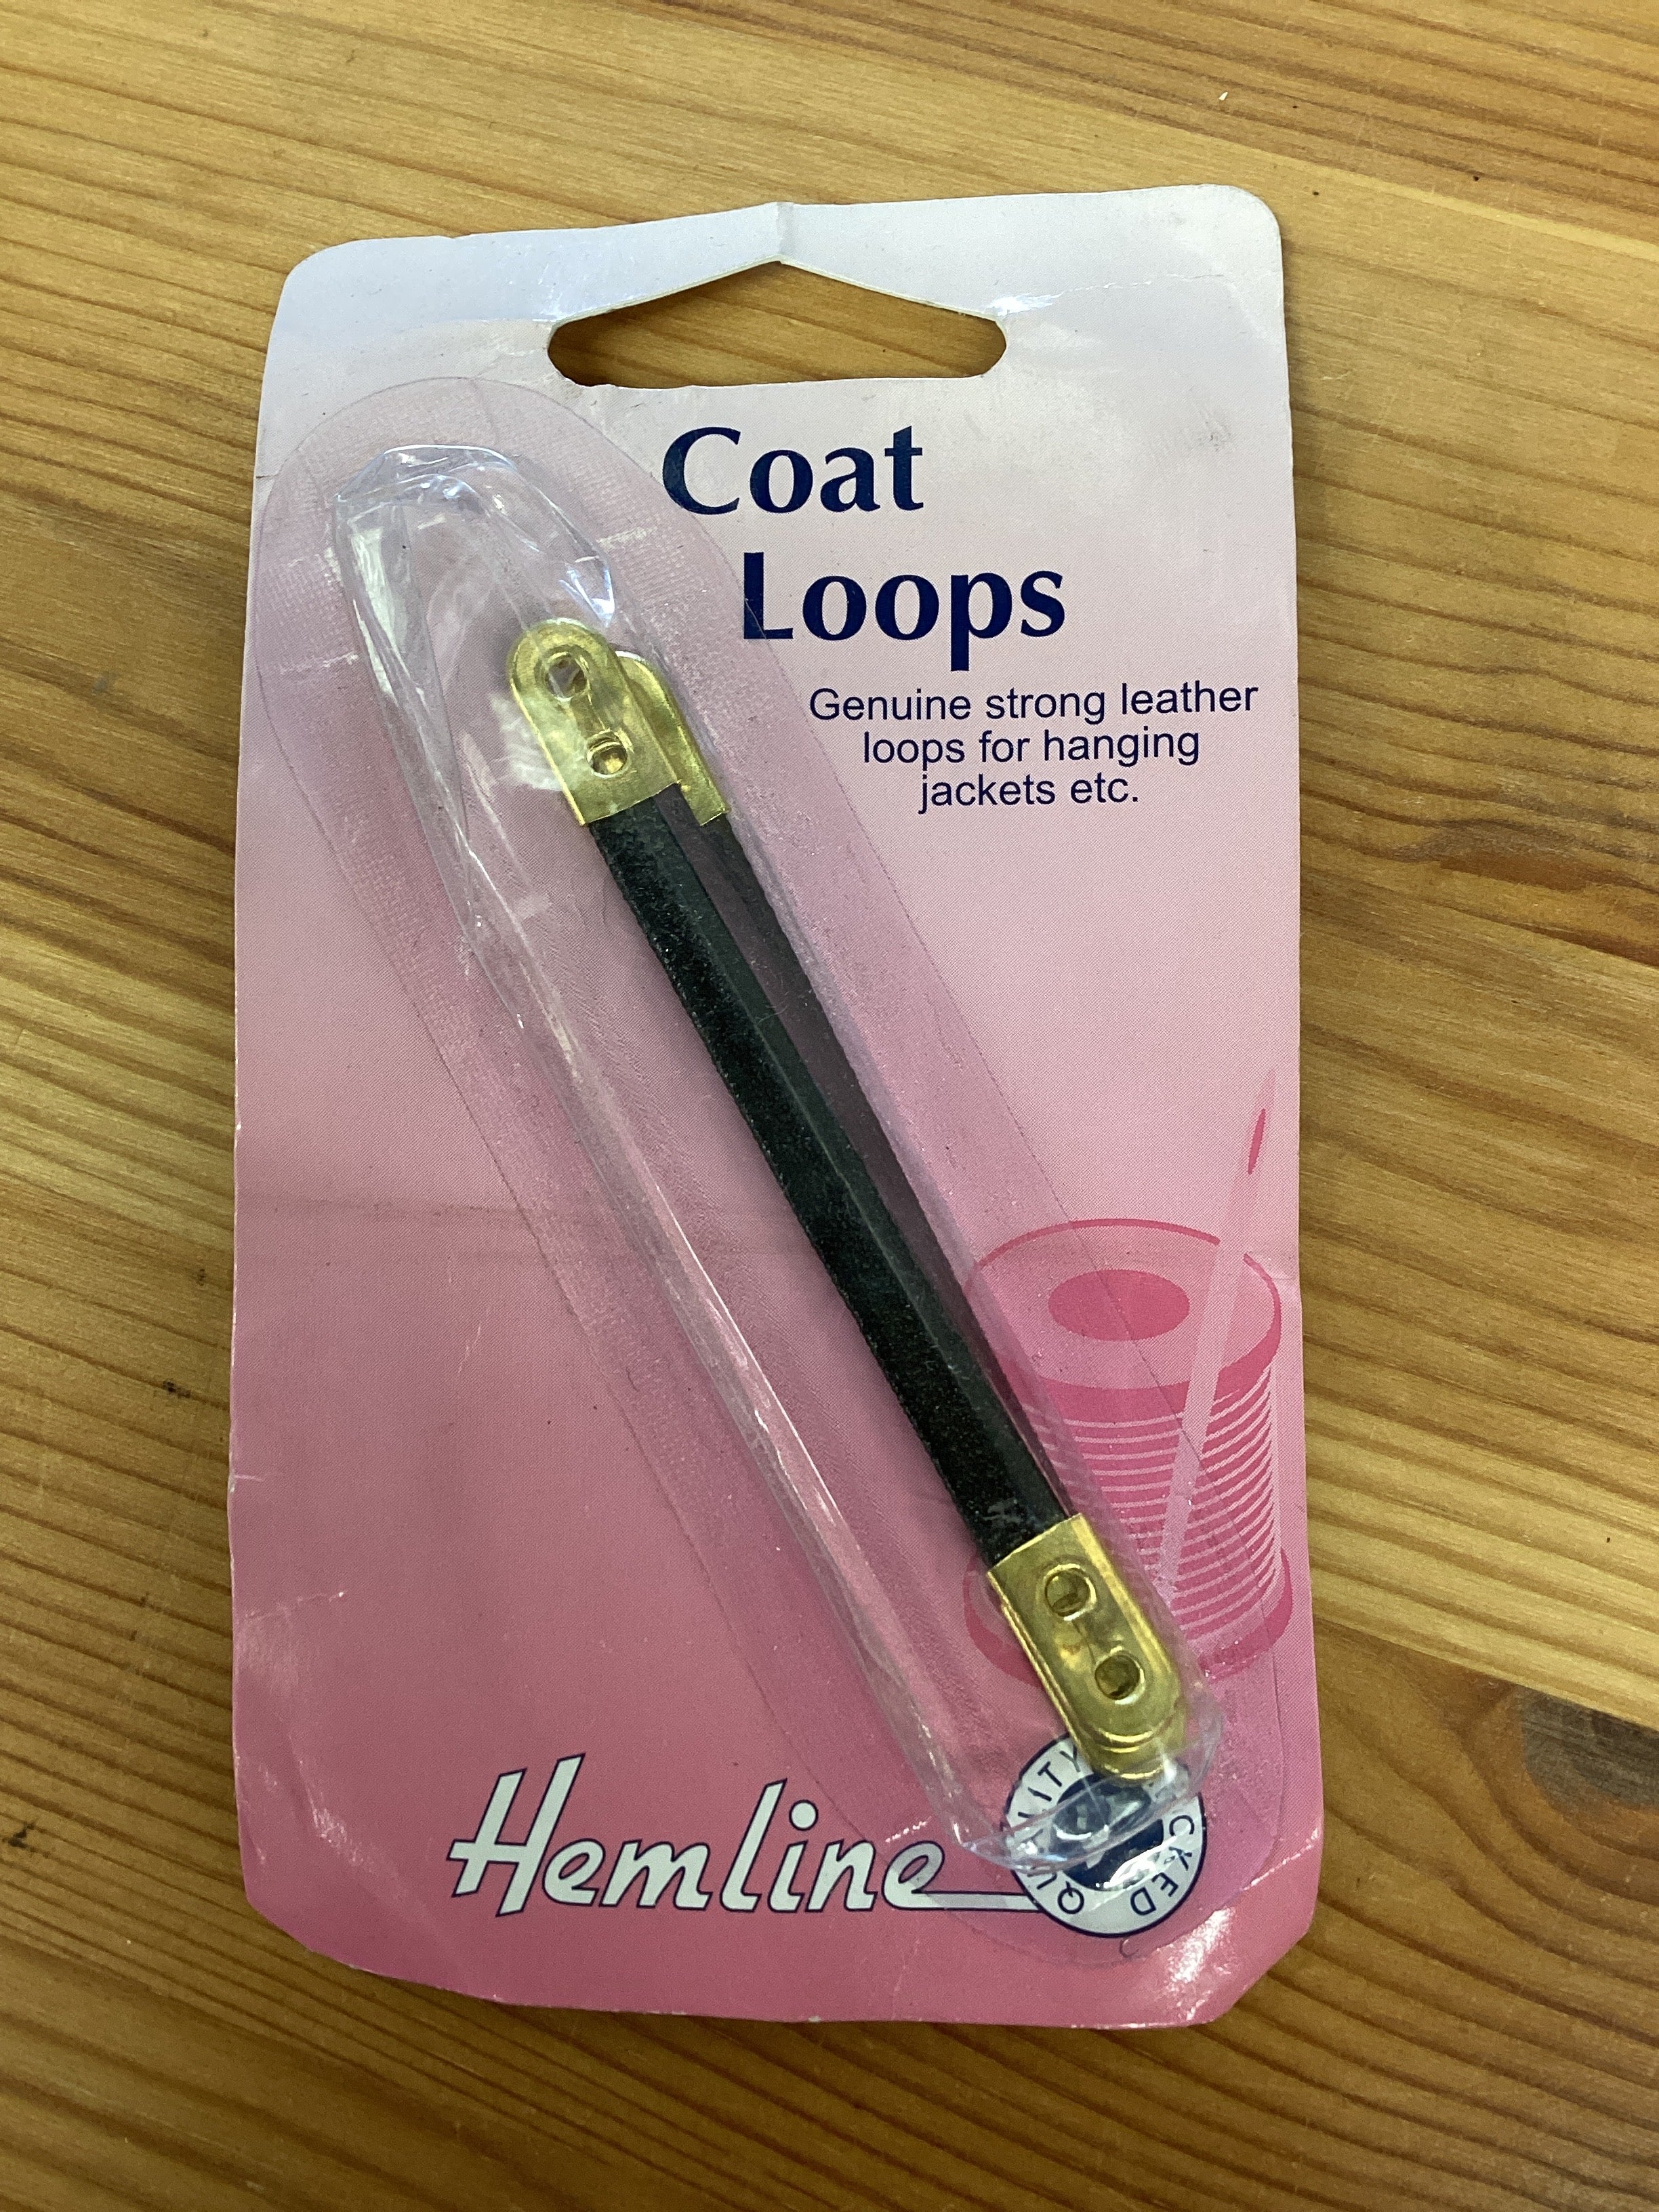 Coat
Loops
Genuine strong leather
loops for hanging
jackets etc.
Hemline